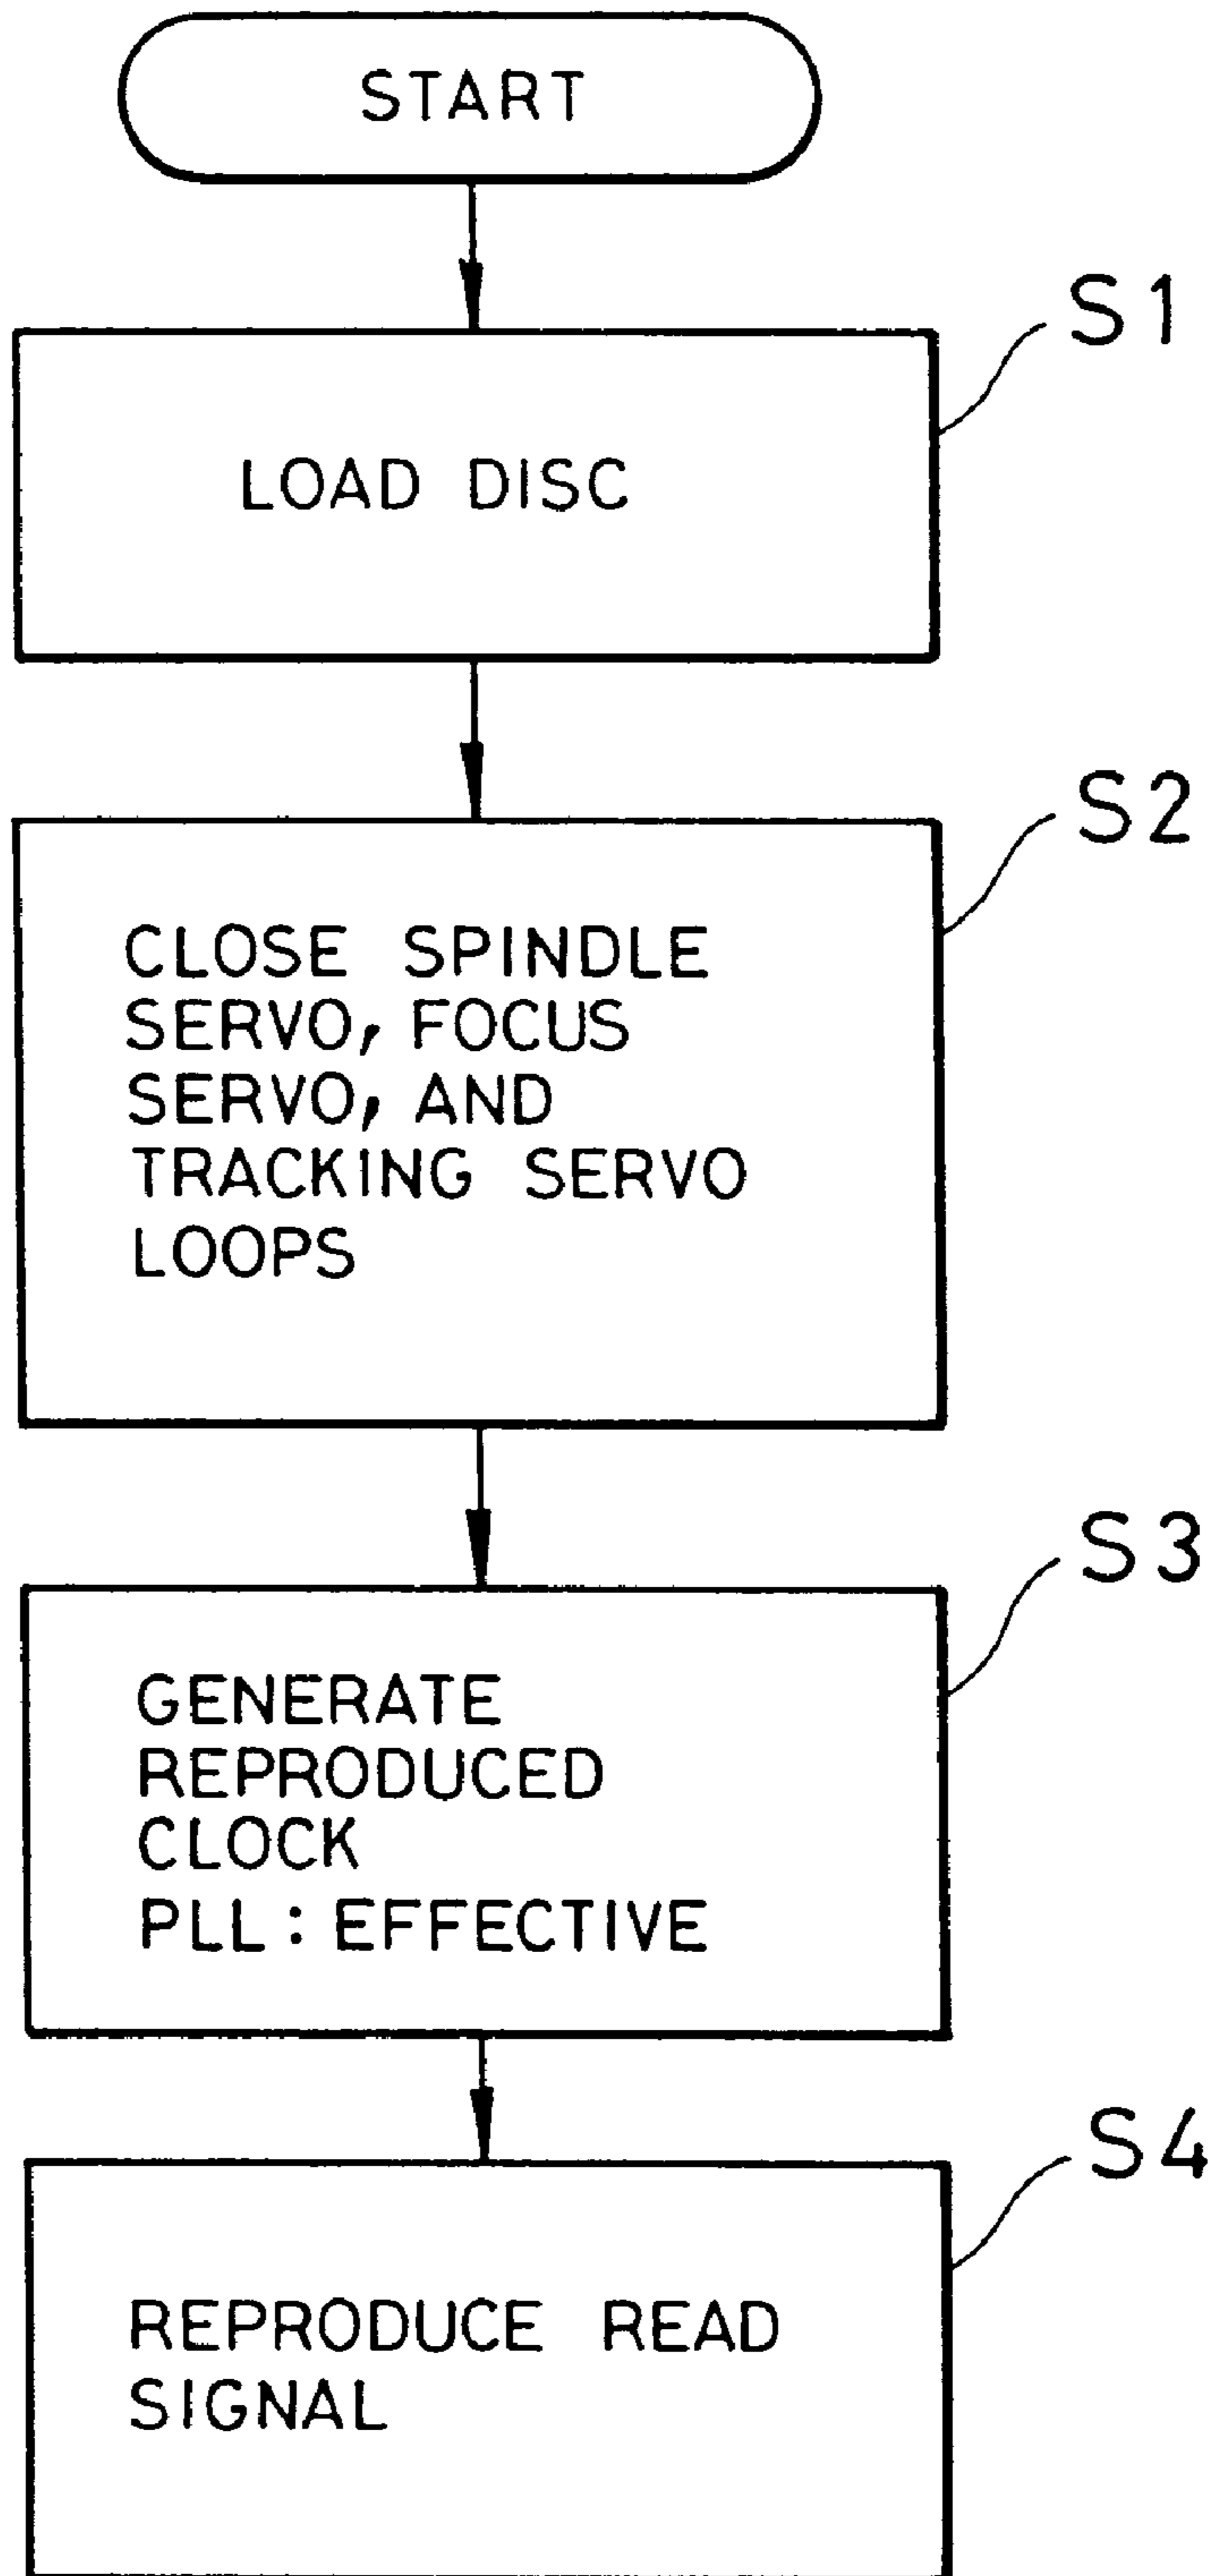 START
S1
LOAD DISC
S2
CLOSE SPINDLE
SERVO, FOCUS
SERVO, AND
TRACKING SERVO
LOOPS
S3
GENERATE
REPRODUCED
CLOCK
PLL : EFFECTIVE
S4
REPRODUCE READ
SIGNAL